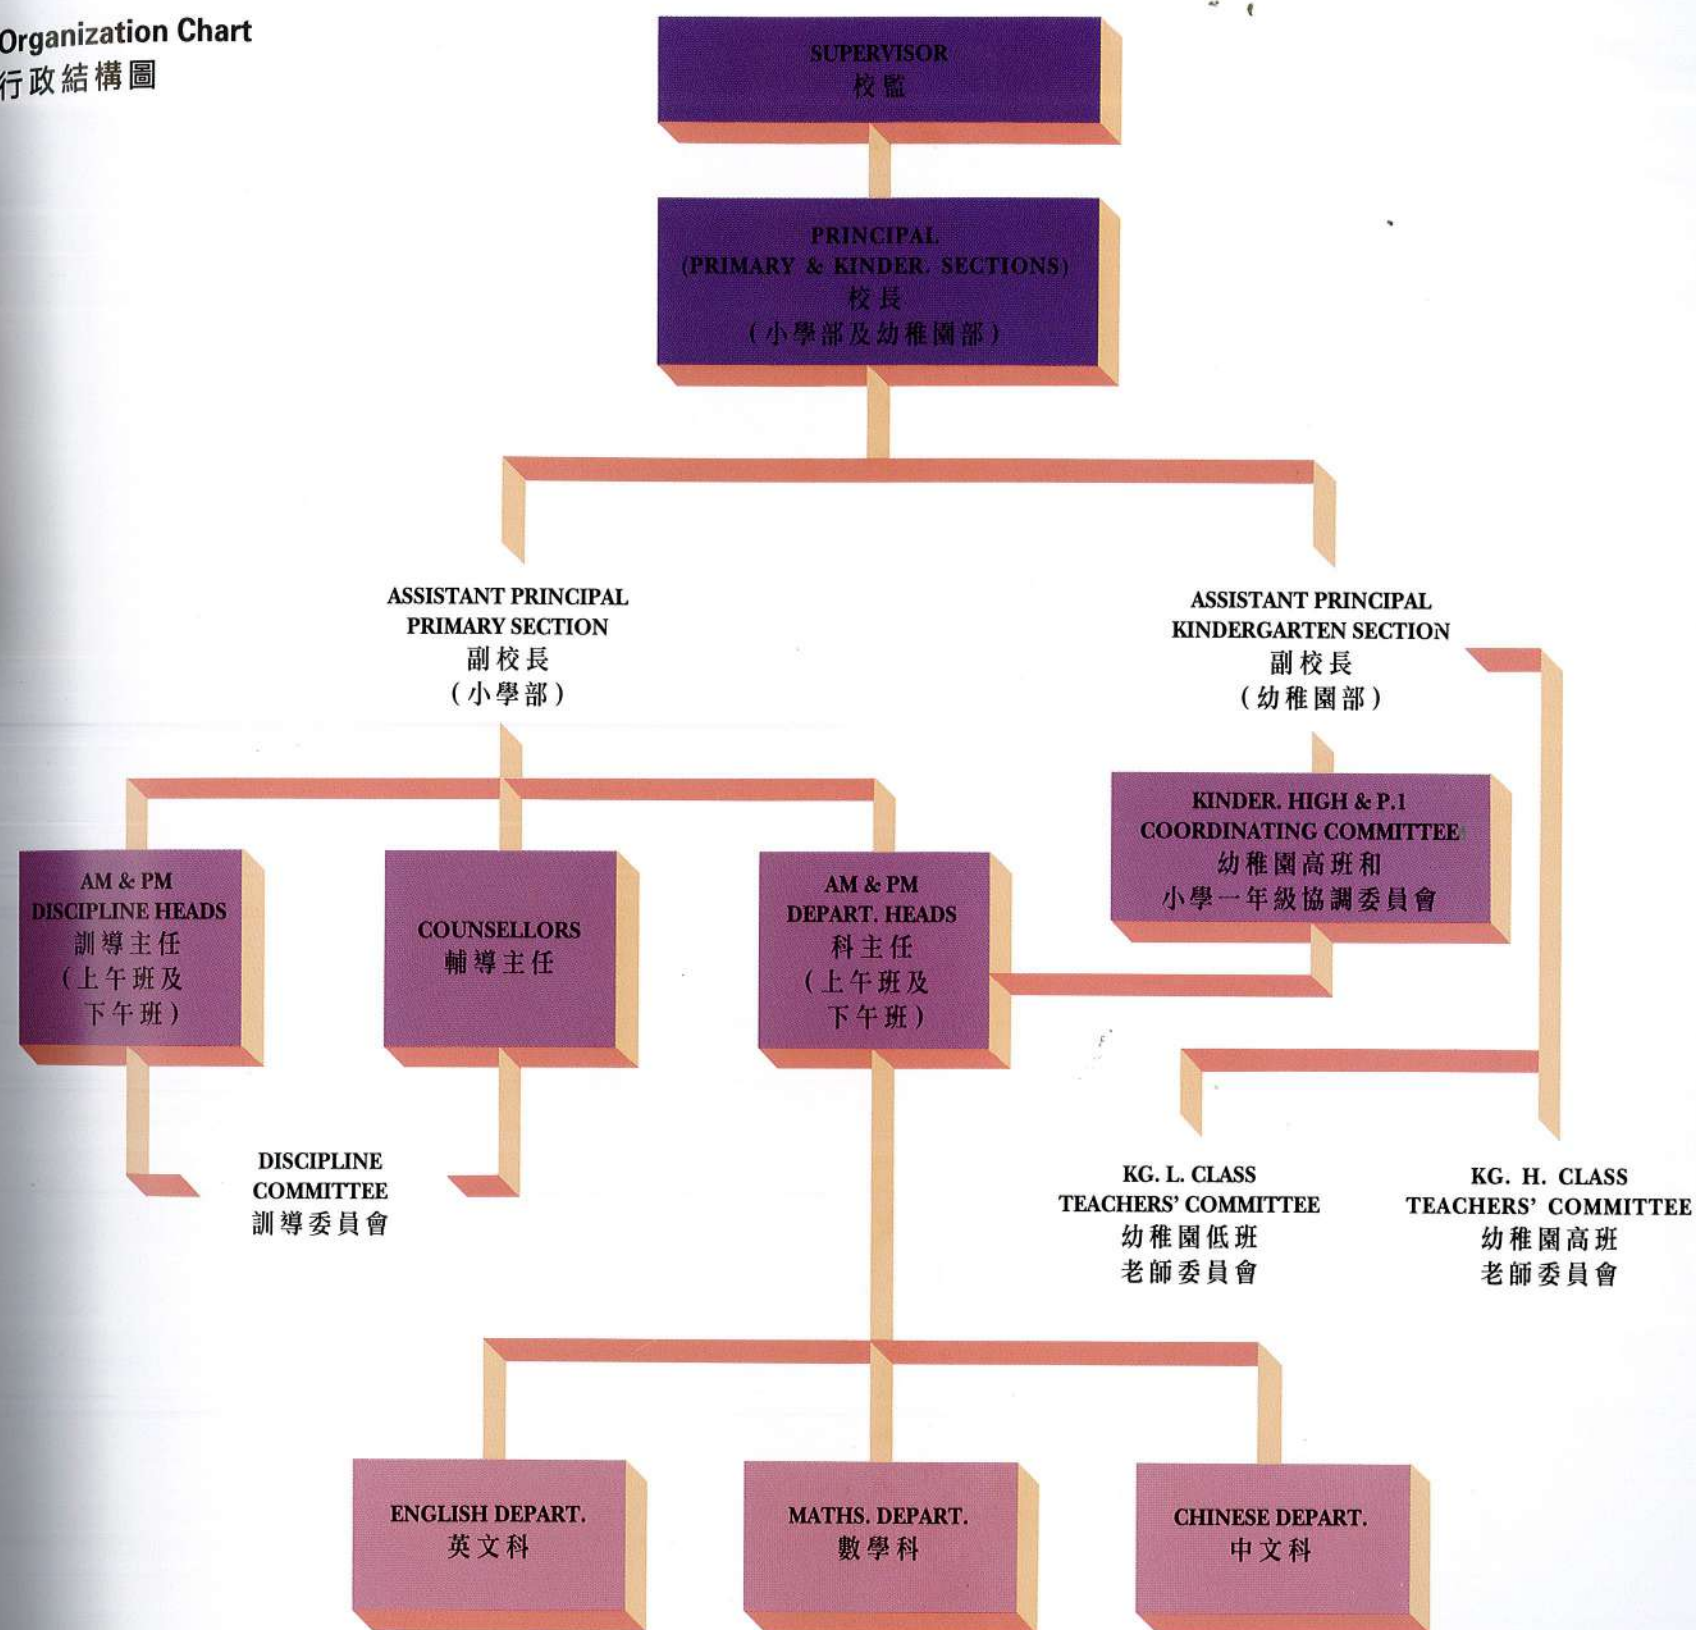 Organization Chart
行政結構圖
SUPERVISOR
校監
PRINCIPAL
(PRIMARY & KINDER. SECTIONS)
校長
(小學部及幼稚園部)
ASSISTANT PRINCIPAL
PRIMARY SECTION
副校長
(小學部)
ASSISTANT PRINCIPAL
KINDERGARTEN SECTION
副校長
(幼稚園部)
KINDER. HIGH & P.1
COORDINATING COMMITTEE
幼稚園高班和
小學一年級協調委員會
AM & PM
DISCIPLINE HEADS
訓導主任
(上午班及
下午班)
COUNSELLORS
輔導主任
AM & PM
DEPART. HEADS
科主任
(上午班及
下午班)
DISCIPLINE
COMMITTEE
訓導委員會
KG. L. CLASS
TEACHERS' COMMITTEE
幼稚園低班
老師委員會
KG. H. CLASS
TEACHERS' COMMITTEE
幼稚園高班
老師委員會
ENGLISH DEPART.
英文科
MATHS. DEPART.
數學科
CHINESE DEPART.
中文科